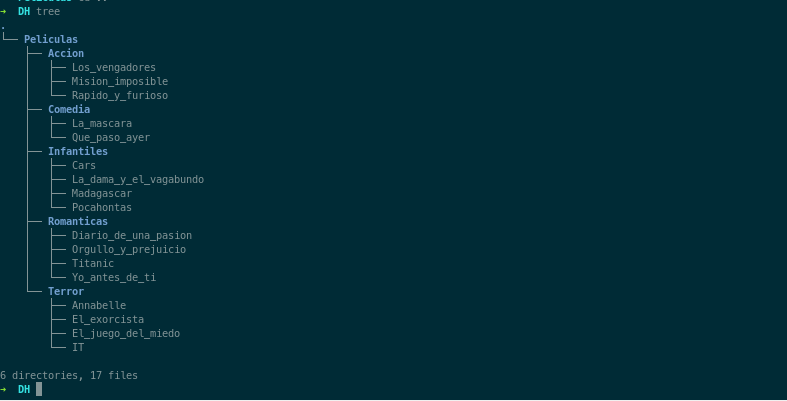 ➜  DH tree
.
└── Peliculas
    ├── Accion
    │   ├── Los_vengadores
    │   ├── Mision_imposible
    │   └── Rapido_y_furioso
    ├── Comedia
    │   ├── La_mascara
    │   └── Que_paso_ayer
    ├── Infantiles
    │   ├── Cars
    │   ├── La_dama_y_el_vagabundo
    │   ├── Madagascar
    │   └── Pocahontas
    ├── Romanticas
    │   ├── Diario_de_una_pasion
    │   ├── Orgullo_y_prejuicio
    │   ├── Titanic
    │   └── Yo_antes_de_ti
    └── Terror
        ├── Annabelle
        ├── El_exorcista
        ├── El_juego_del_miedo
        └── IT

6 directories, 17 files
➜  DH